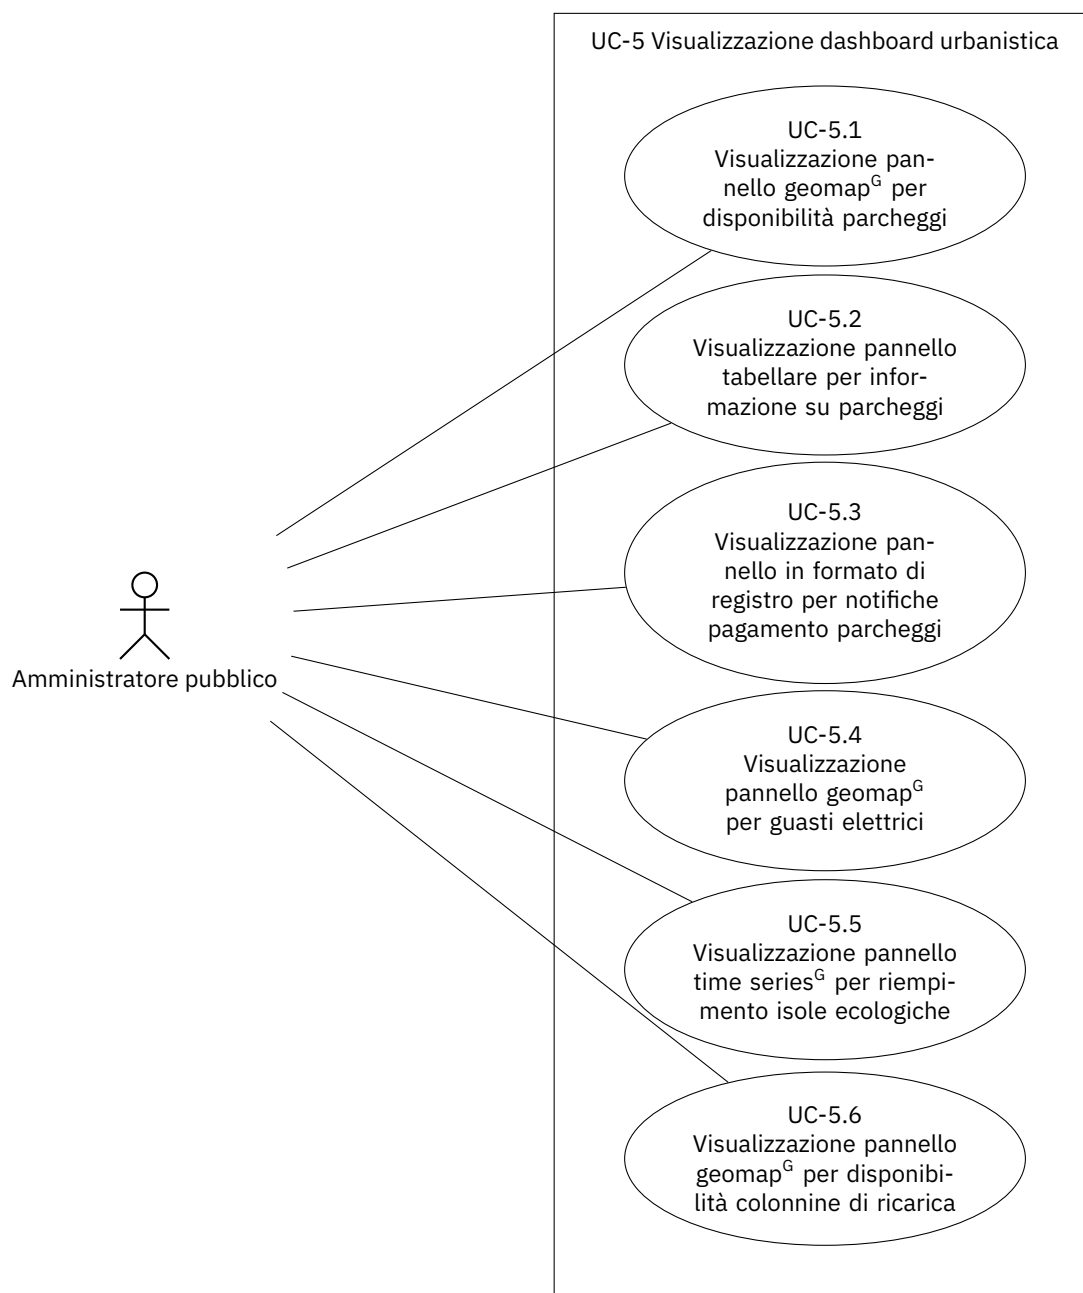 UC-5 Visualizzazione dashboard urbanistica
UC-5.1
Visualizzazione pan-
nello geomapᴳ per
disponibilità parcheggi
UC-5.2
Visualizzazione pannello
tabellare per infor-
mazione su parcheggi
UC-5.3
Visualizzazione pan-
nello in formato di
registro per notifiche
pagamento parcheggi
Amministratore pubblico
UC-5.4
Visualizzazione
pannello geomapᴳ
per guasti elettrici
UC-5.5
Visualizzazione pannello
time seriesᴳ per riempi-
mento isole ecologiche
UC-5.6
Visualizzazione pannello
geomapᴳ per disponibi-
lità colonnine di ricarica